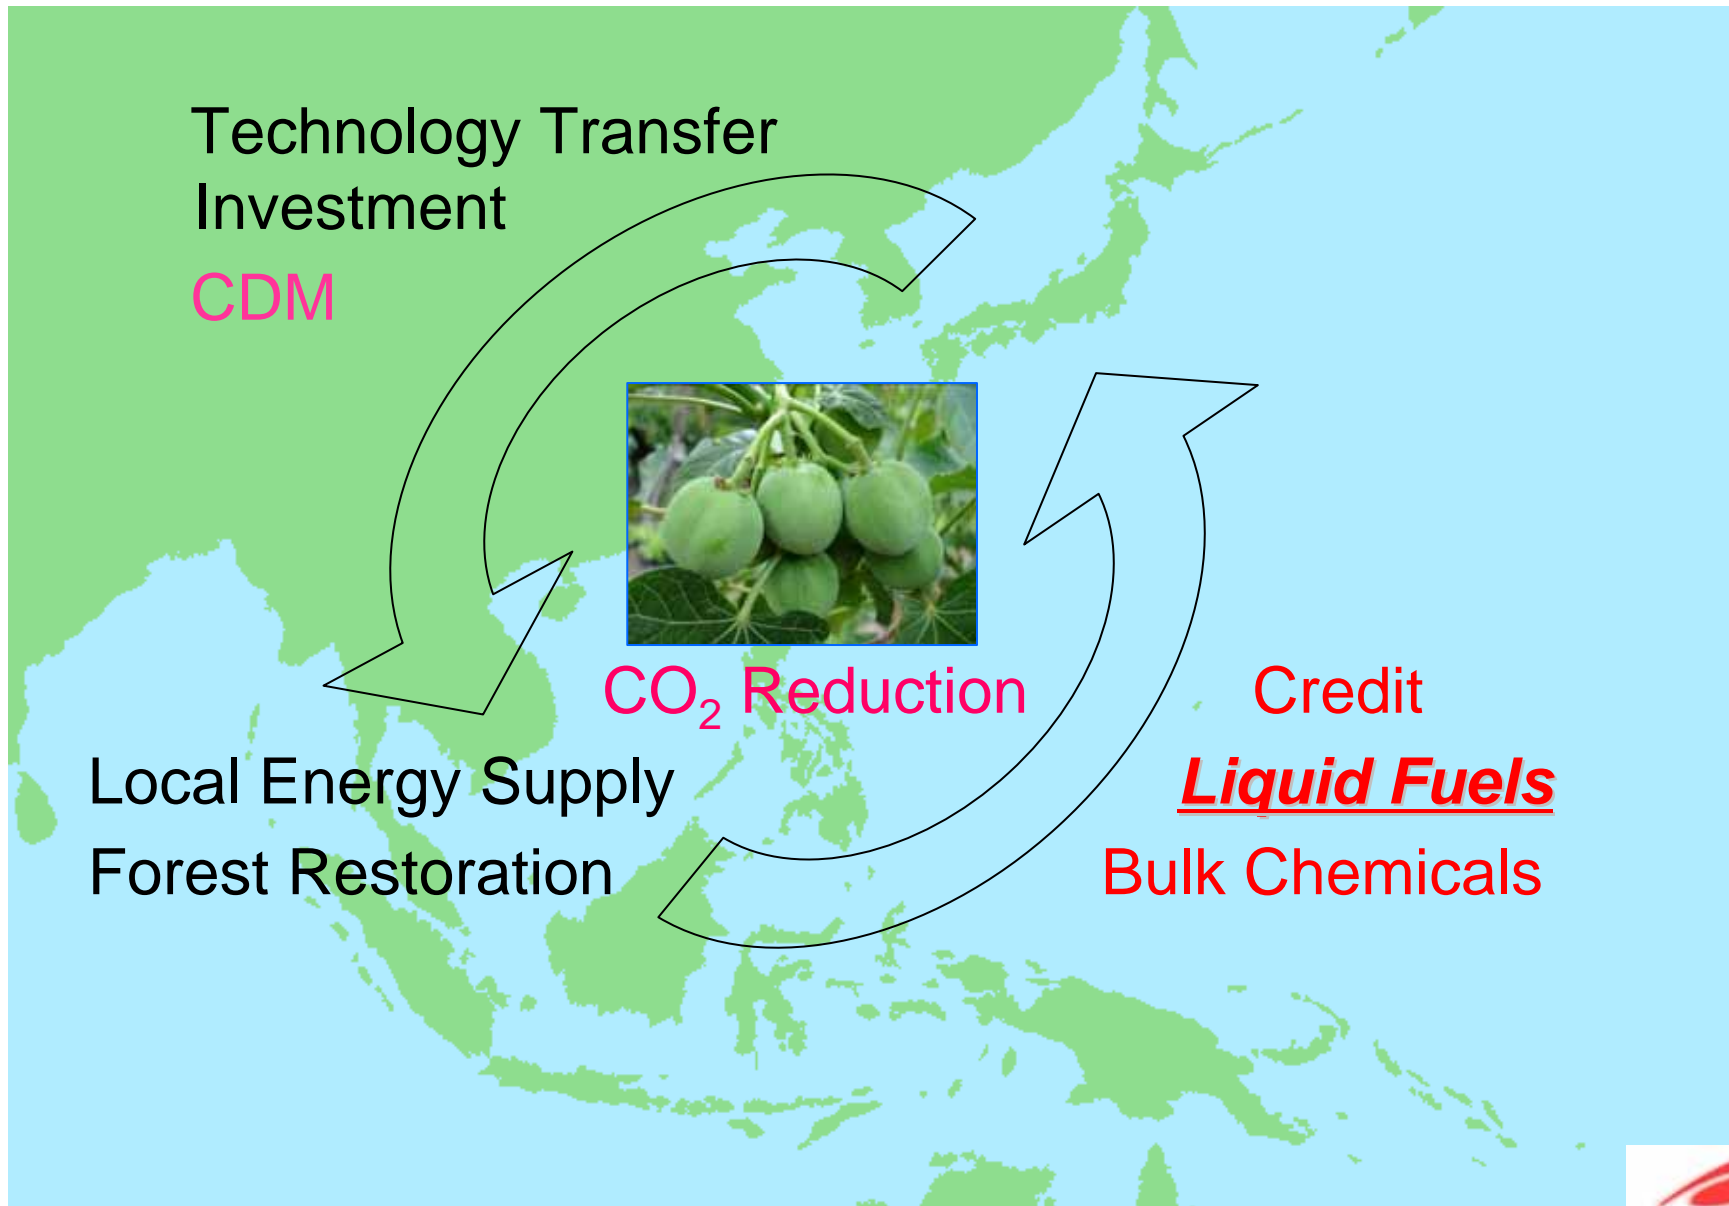 Technology Transfer
Investment
CDM
CO₂ Reduction
Local Energy Supply
Forest Restoration
Credit
Liquid Fuels
Bulk Chemicals